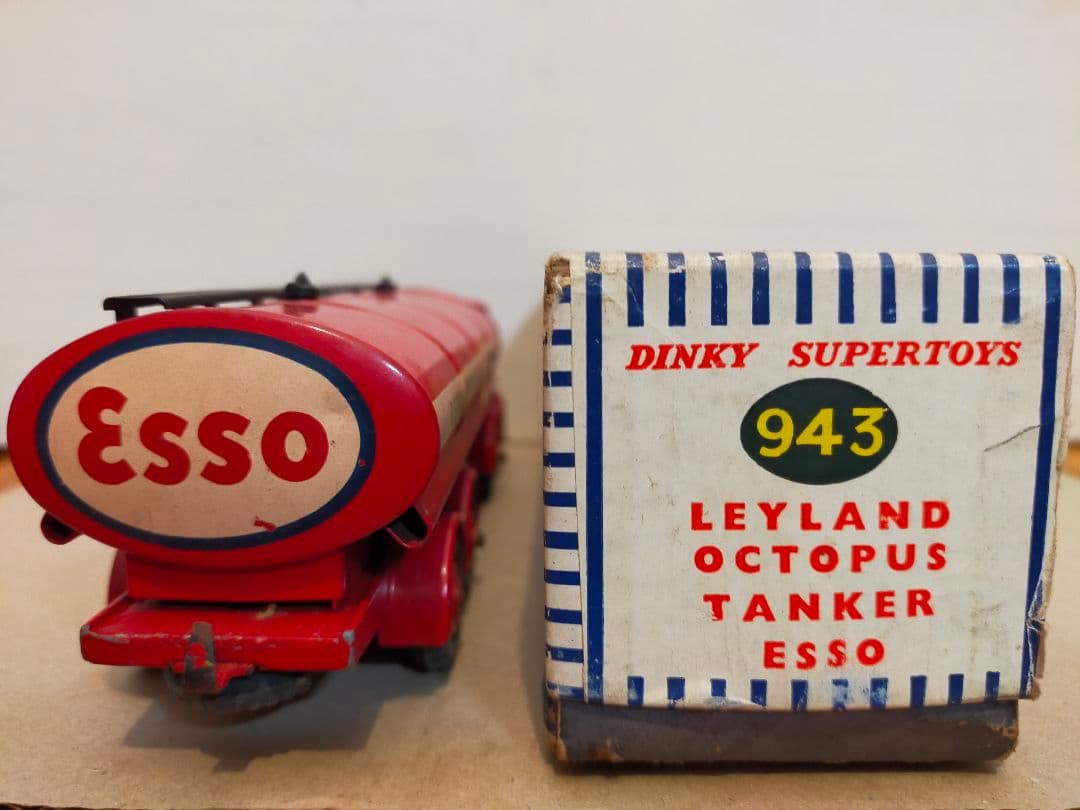 Esso
DINKY SUPERTOYS
943
LEYLAND
OCTOPUS
TANKER
ESSO